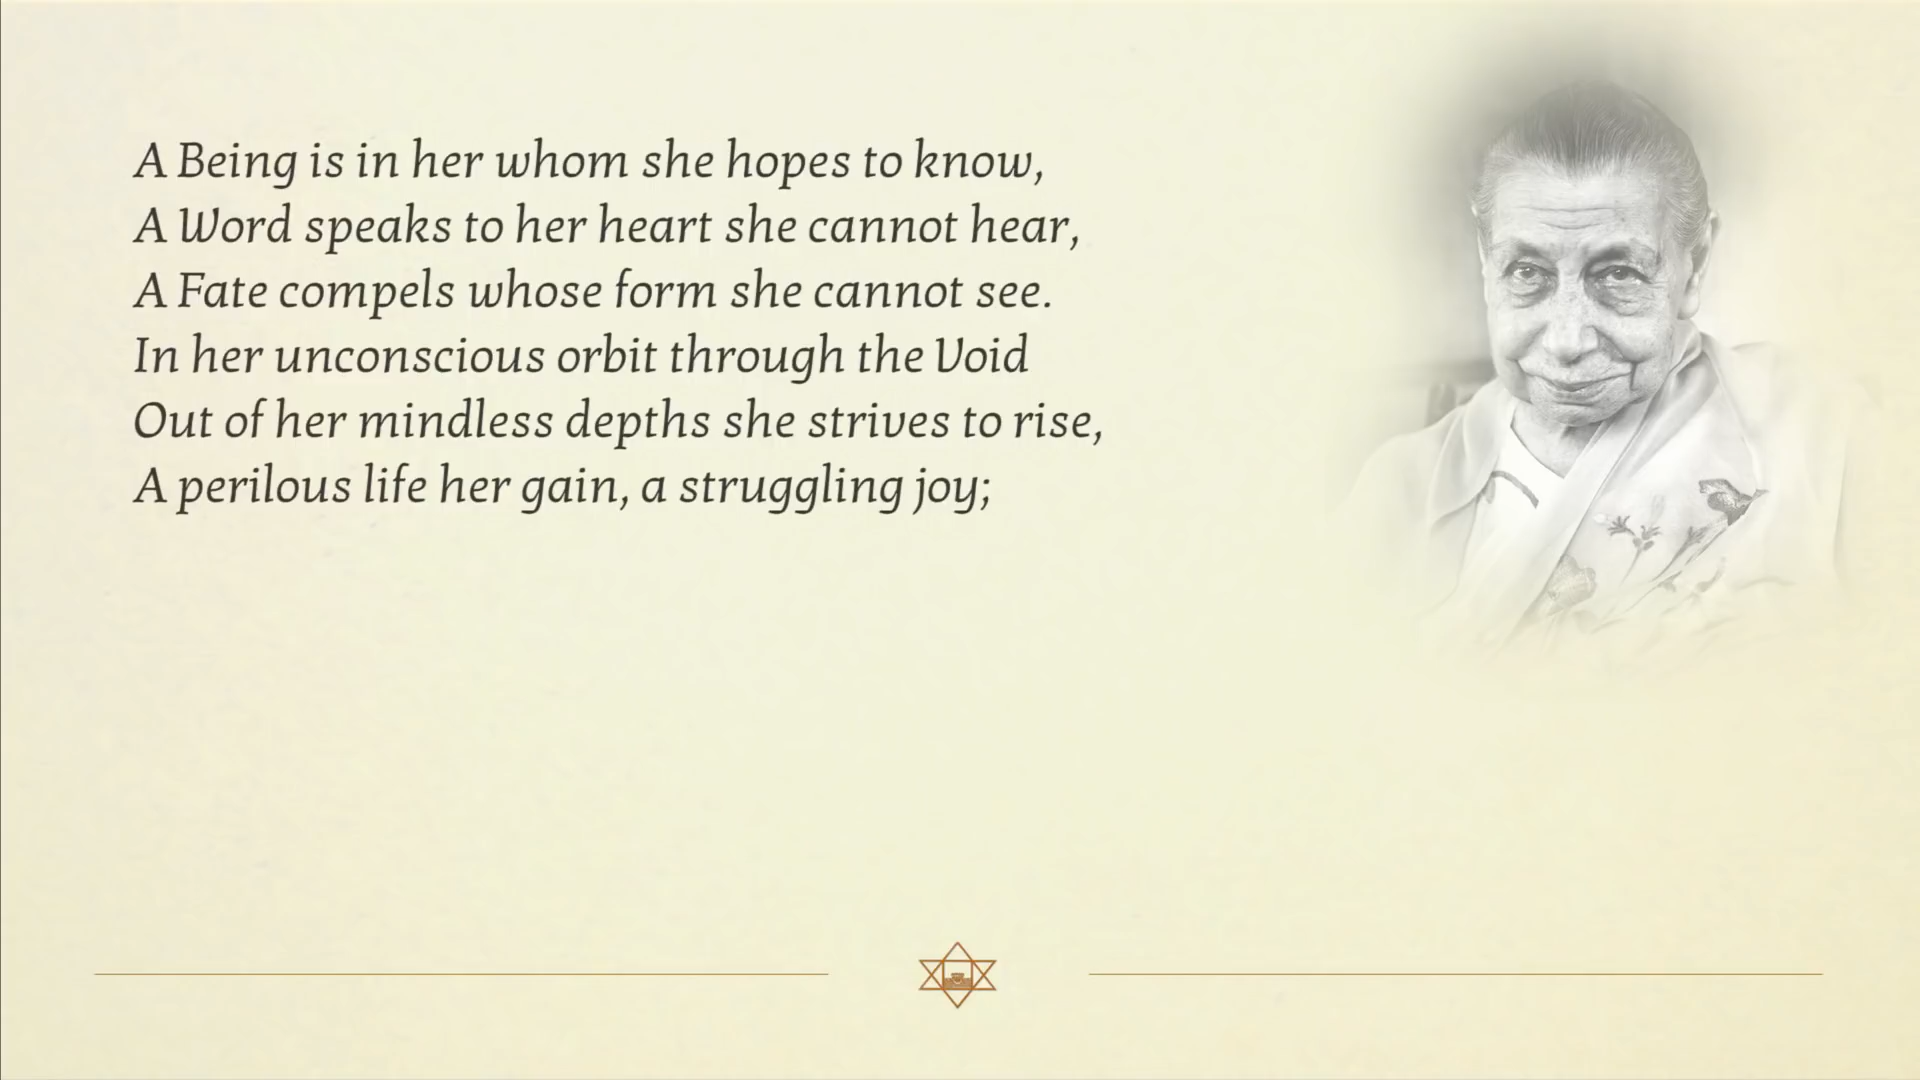 A Being is in her whom she hopes to know,
A Word speaks to her heart she cannot hear,
A Fate compels whose form she cannot see.
In her unconscious orbit through the Void
Out of her mindless depths she strives to rise,
A perilous life her gain, a struggling joy;